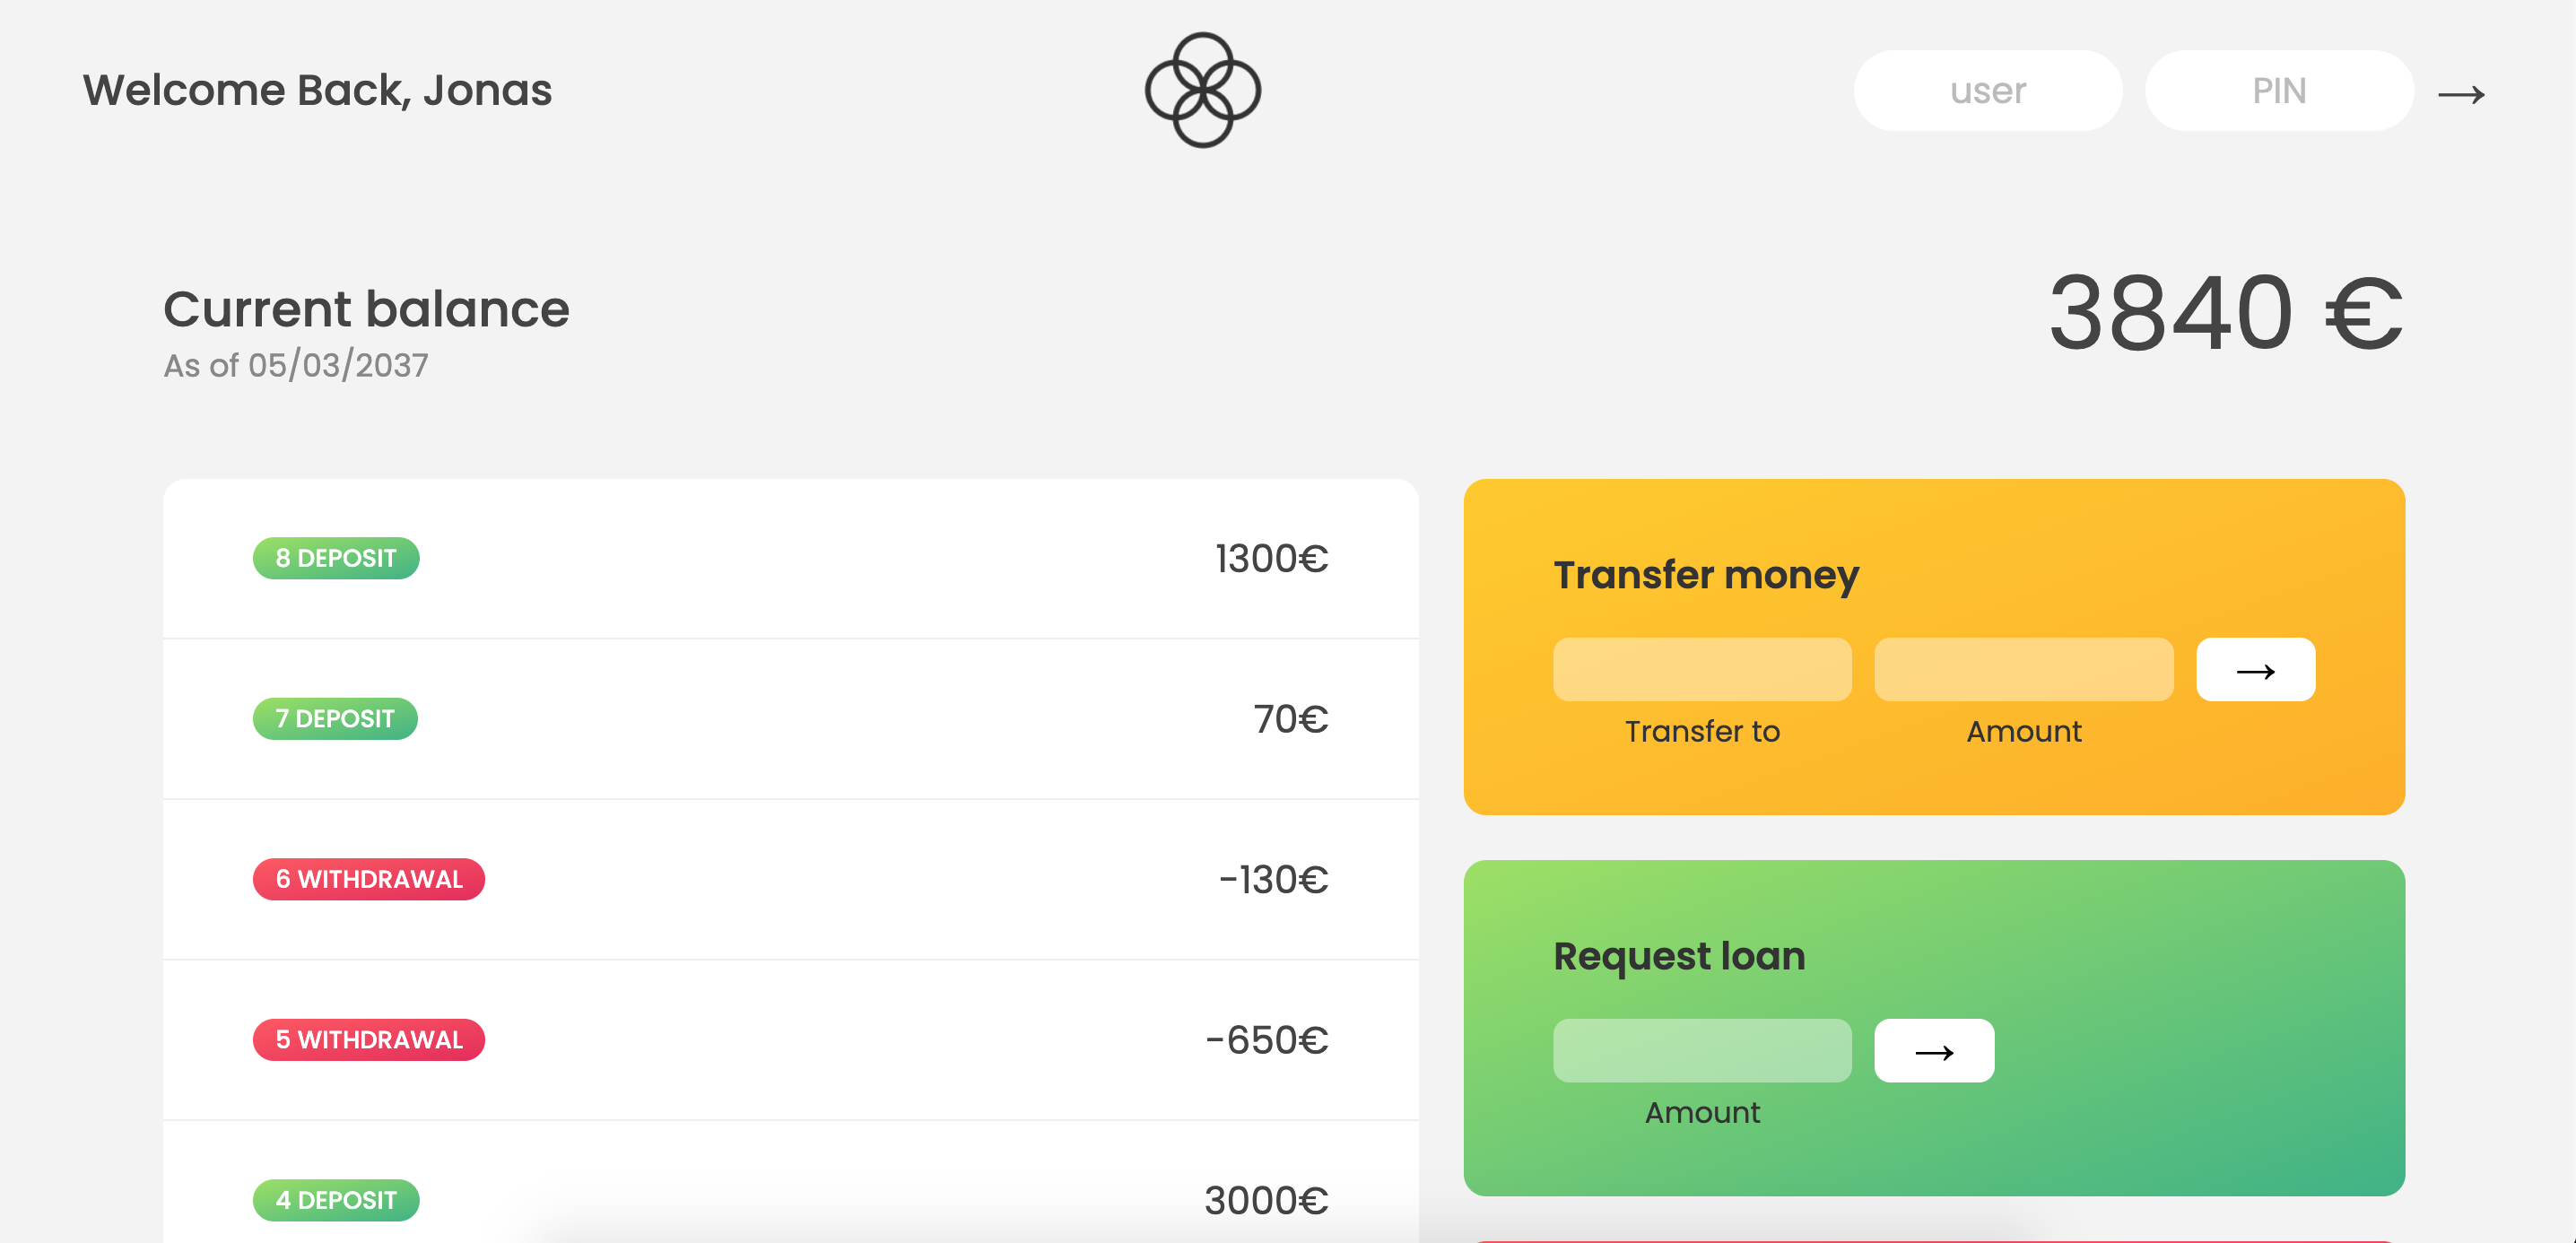 Welcome Back, Jonas
user
PIN
→
Current balance
As of 05/03/2037
3840 €
8 DEPOSIT
1300€
7 DEPOSIT
70€
6 WITHDRAWAL
-130€
5 WITHDRAWAL
-650€
4 DEPOSIT
3000€
Transfer money
→
Transfer to
Amount
Request loan
→
Amount